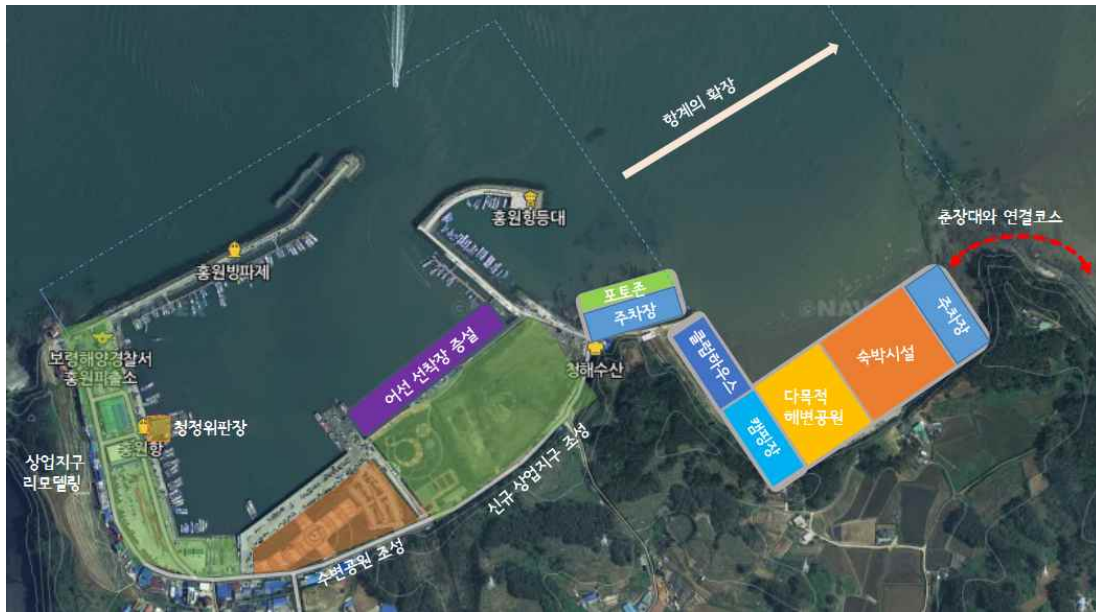 항계의 확장
춘장대와 연결코스
홍원항등대
홍원방파제
포토존
주차장
주차장
보령해양경찰서
홍원파출소
어선 선착장 증설
청해수산
클럽하우스
숙박시설
다목적
해변공원
캠핑장
청정위판장
홍원항
상업지구
리모델링
신규 상업지구 조성
수변공원 조성
©NAVER